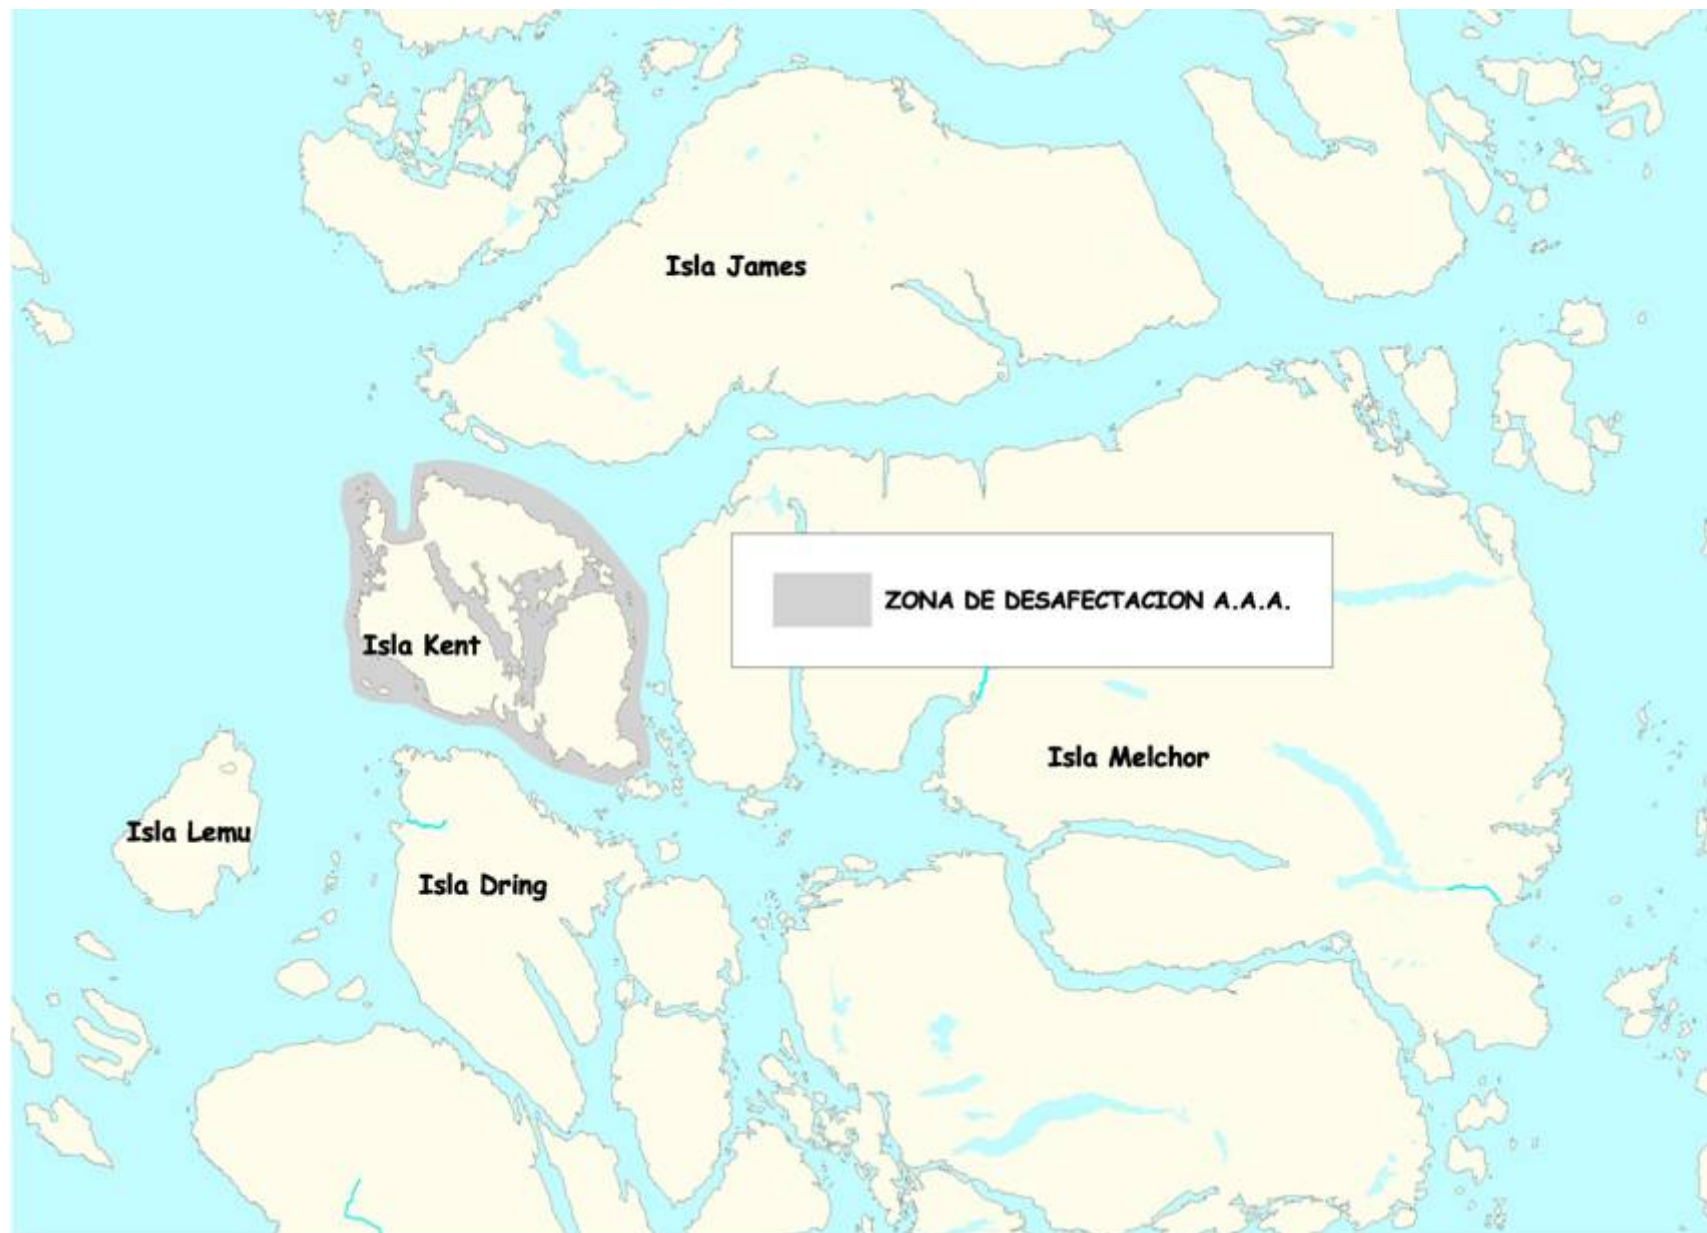 Isla James
ZONA DE DESAFECTACION A.A.A.
Isla Kent
Isla Melchor
Isla Lemu
Isla Dring